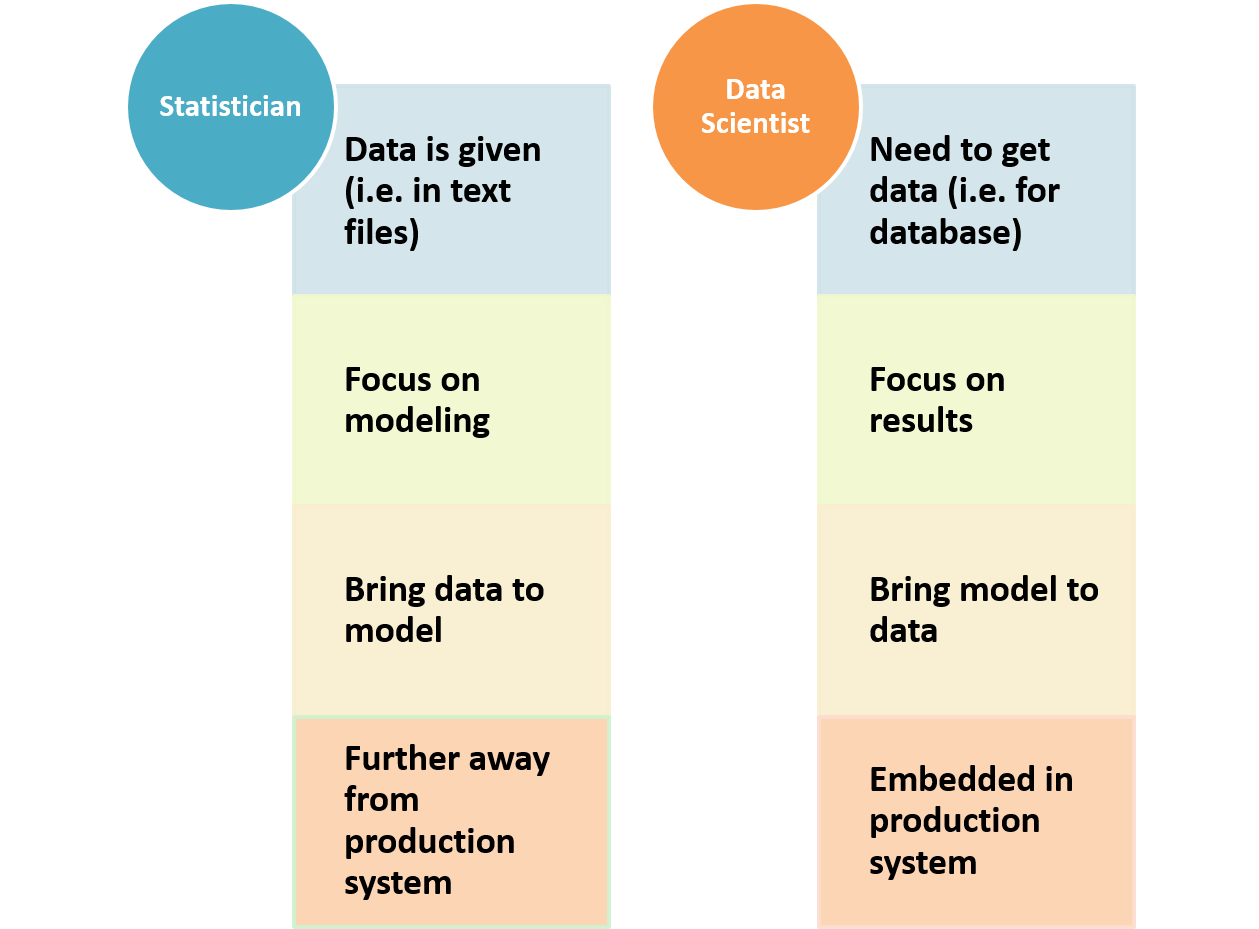 Statistician
Data is given
(i.e. in text
files)
Focus on
modeling
Bring data to
model
Further away
from
production
system
Data
Scientist
Need to get
data (i.e. for
database)
Focus on
results
Bring model to
data
Embedded in
production
system